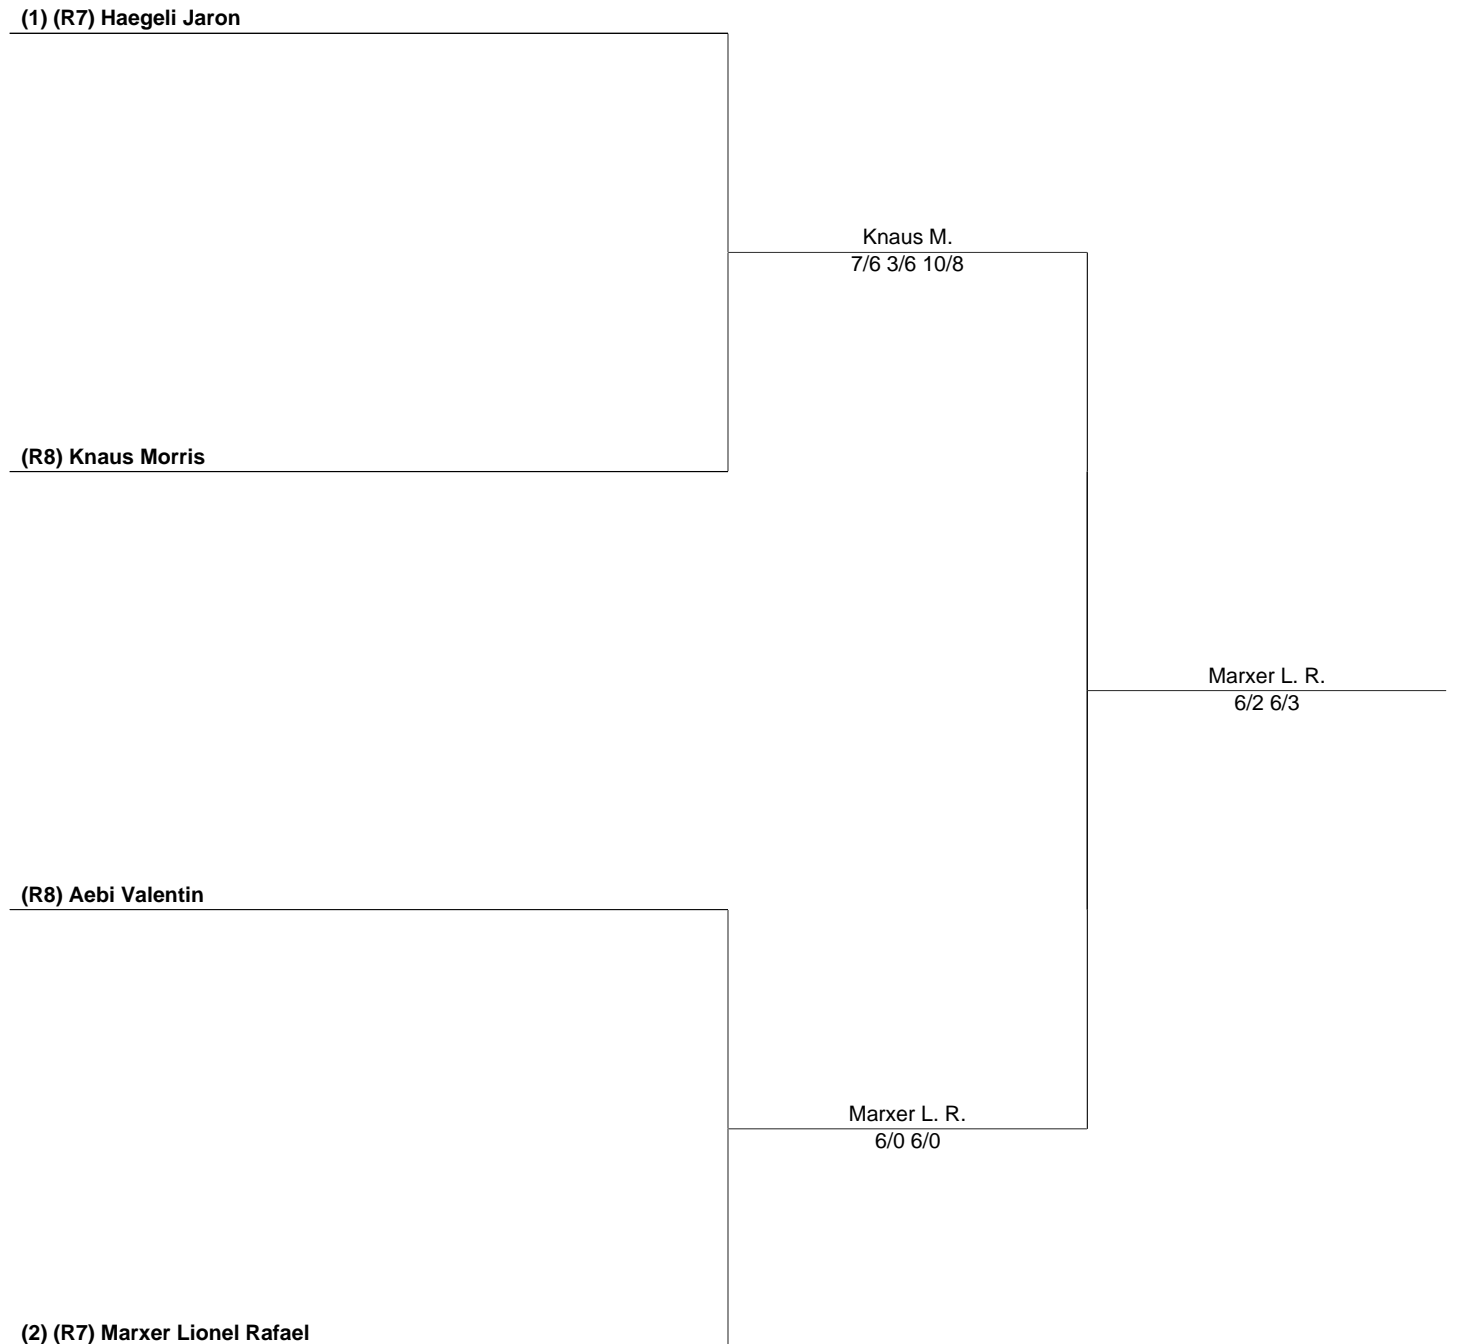 (1) (R7) Haegeli Jaron
Knaus M.
7/6 3/6 10/8
(R8) Knaus Morris
Marxer L. R.
6/2 6/3
(R8) Aebi Valentin
Marxer L. R.
6/0 6/0
(2) (R7) Marxer Lionel Rafael